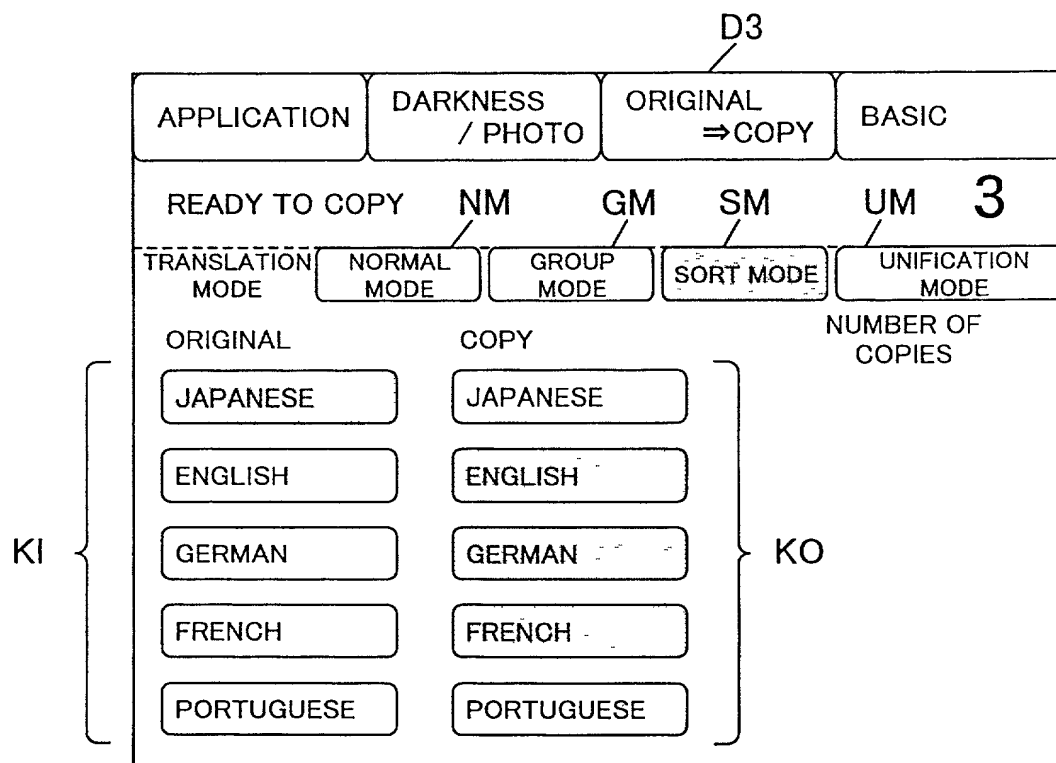 D3
APPLICATION
DARKNESS
/ PHOTO
ORIGINAL
⇒COPY
BASIC
READY TO COPY
NM
GM
SM
UM
3
TRANSLATION
MODE
NORMAL
MODE
GROUP
MODE
SORT MODE
UNIFICATION
MODE
ORIGINAL
COPY
NUMBER OF
COPIES
JAPANESE
JAPANESE
ENGLISH
ENGLISH
KI
GERMAN
GERMAN
KO
FRENCH
FRENCH
PORTUGUESE
PORTUGUESE